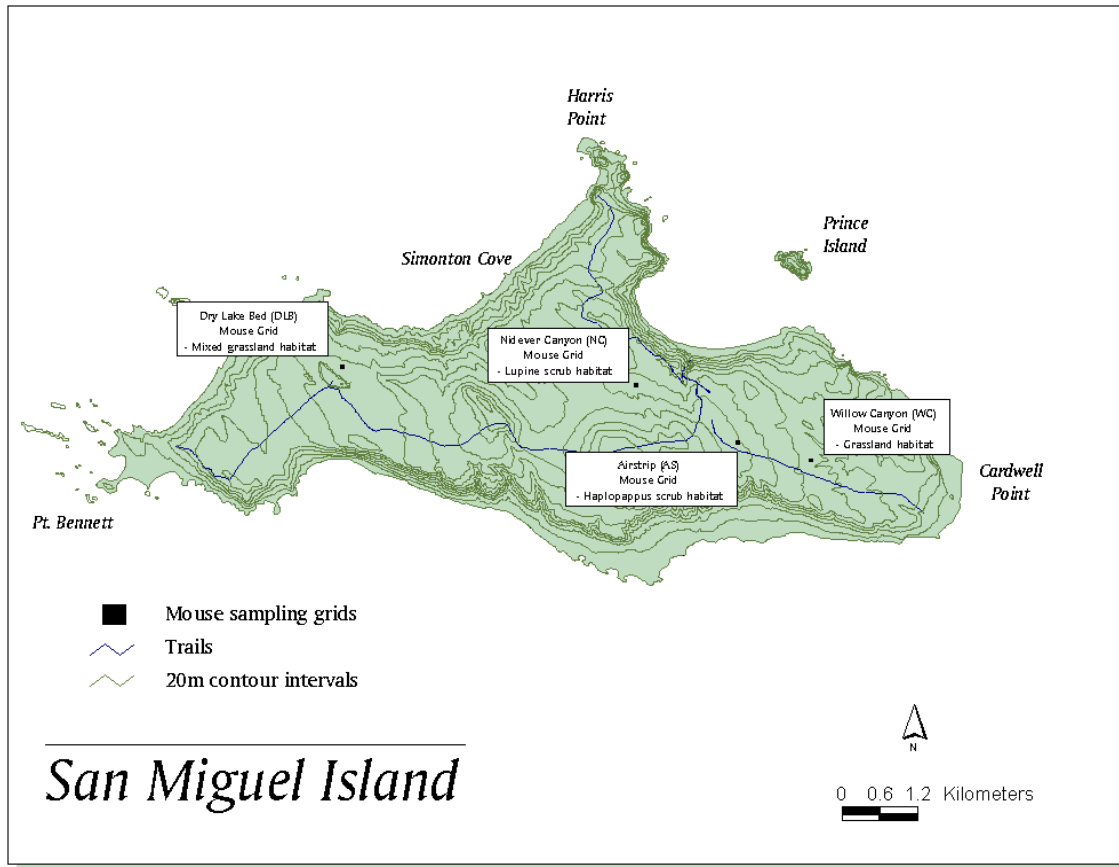 Harris
Point
Prince
Island
Simonton Cove
Dry Lake Bed (DLB)
Mouse Grid
- Mixed grassland habitat
Nidever Canyon (NC)
Mouse Grid
- Lupine scrub habitat
Willow Canyon (WC)
Mouse Grid
- Grassland habitat
Airstrip (AS)
Mouse Grid
- Haplopappus scrub habitat
Cardwell
Point
Pt. Bennett
Mouse sampling grids
Trails
20m contour intervals
N
San Miguel Island
0 0.6 1.2 Kilometers